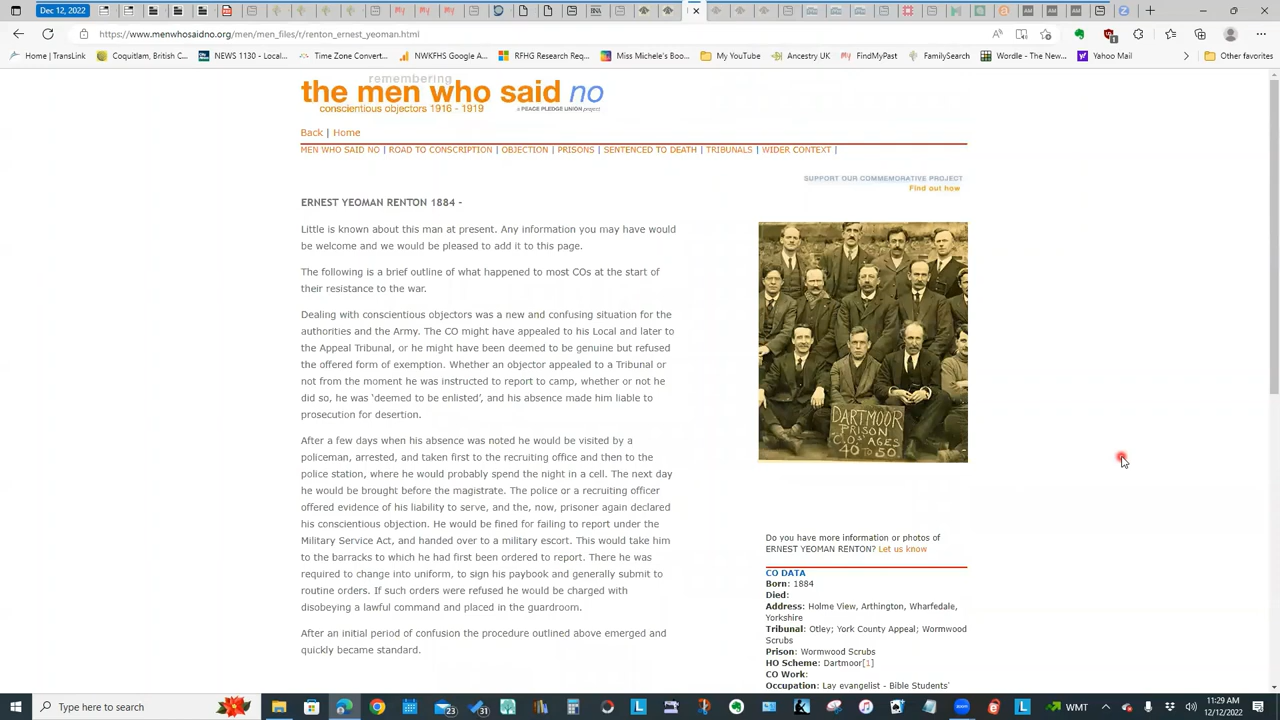 Dec 12, 2022
https://www.menwhosaidno.org/men/men_files/r/renton_ernest_yeoman.html
Home | TransLink
Coquitlam, British C...
NEWS 1130 - Local...
Time Zone Convert...
NWKFHS Google A...
RFHG Research Req...
Miss Michele's Boo...
My YouTube
Ancestry UK
FindMyPast
FamilySearch
Wordle - The New...
Yahoo Mail
Other favorites
remembering
the men who said no
conscientious objectors 1916 - 1919
a PEACE PLEDGE UNION project
Back | Home
MEN WHO SAID NO | ROAD TO CONSCRIPTION | OBJECTION | PRISONS | SENTENCED TO DEATH | TRIBUNALS | WIDER CONTEXT |
SUPPORT OUR COMMEMORATIVE PROJECT
Find out how
ERNEST YEOMAN RENTON 1884 -
Little is known about this man at present. Any information you may have would
be welcome and we would be pleased to add it to this page.
The following is a brief outline of what happened to most COs at the start of
their resistance to the war.
Dealing with conscientious objectors was a new and confusing situation for the
authorities and the Army. The CO might have appealed to his Local and later to
the Appeal Tribunal, or he might have been deemed to be genuine but refused
the offered form of exemption. Whether an objector appealed to a Tribunal or
not from the moment he was instructed to report to camp, whether or not he
did so, he was ‘deemed to be enlisted’, and his absence made him liable to
prosecution for desertion.
After a few days when his absence was noted he would be visited by a
policeman, arrested, and taken first to the recruiting office and then to the
police station, where he would probably spend the night in a cell. The next day
he would be brought before the magistrate. The police or a recruiting officer
offered evidence of his liability to serve, and the, now, prisoner again declared
his conscientious objection. He would be fined for failing to report under the
Military Service Act, and handed over to a military escort. This would take him
to the barracks to which he had first been ordered to report. There he was
required to change into uniform, to sign his paybook and generally submit to
routine orders. If such orders were refused he would be charged with
disobeying a lawful command and placed in the guardroom.
After an initial period of confusion the procedure outlined above emerged and
quickly became standard.
DARTMOOR
PRISON
C.O.s AGES
40 TO 50
Do you have more information or photos of
ERNEST YEOMAN RENTON? Let us know
CO DATA
Born: 1884
Died:
Address: Holme View, Arthington, Wharfedale,
Yorkshire
Tribunal: Otley; York County Appeal; Wormwood
Scrubs
Prison: Wormwood Scrubs
HO Scheme: Dartmoor[1]
CO Work:
Occupation: Lay evangelist - Bible Students'
Type here to search
23
31
WMT
11:29 AM
12/12/2022